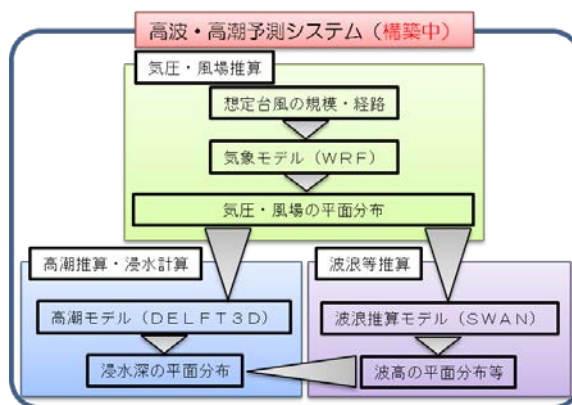 高波・高潮予測システム（構築中）
気圧・風場推算
想定台風の規模・経路
気象モデル（ＷＲＦ）
気圧・風場の平面分布
高潮推算・浸水計算
波浪等推算
高潮モデル（ＤＥＬＦＴ３Ｄ）
波浪推算モデル（ＳＷＡＮ）
浸水深の平面分布
波高の平面分布等